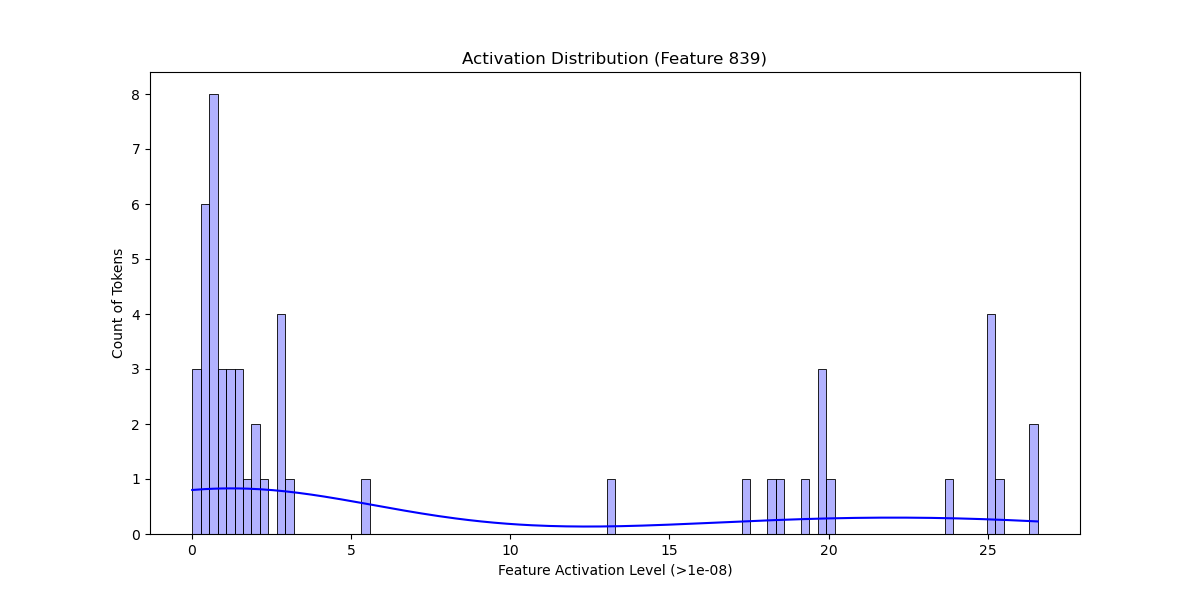 Activation Distribution (Feature 839)
8
7
6
5
4
3
2
1
0
Count of Tokens
0 5 10 15 20 25
Feature Activation Level (>1e-08)